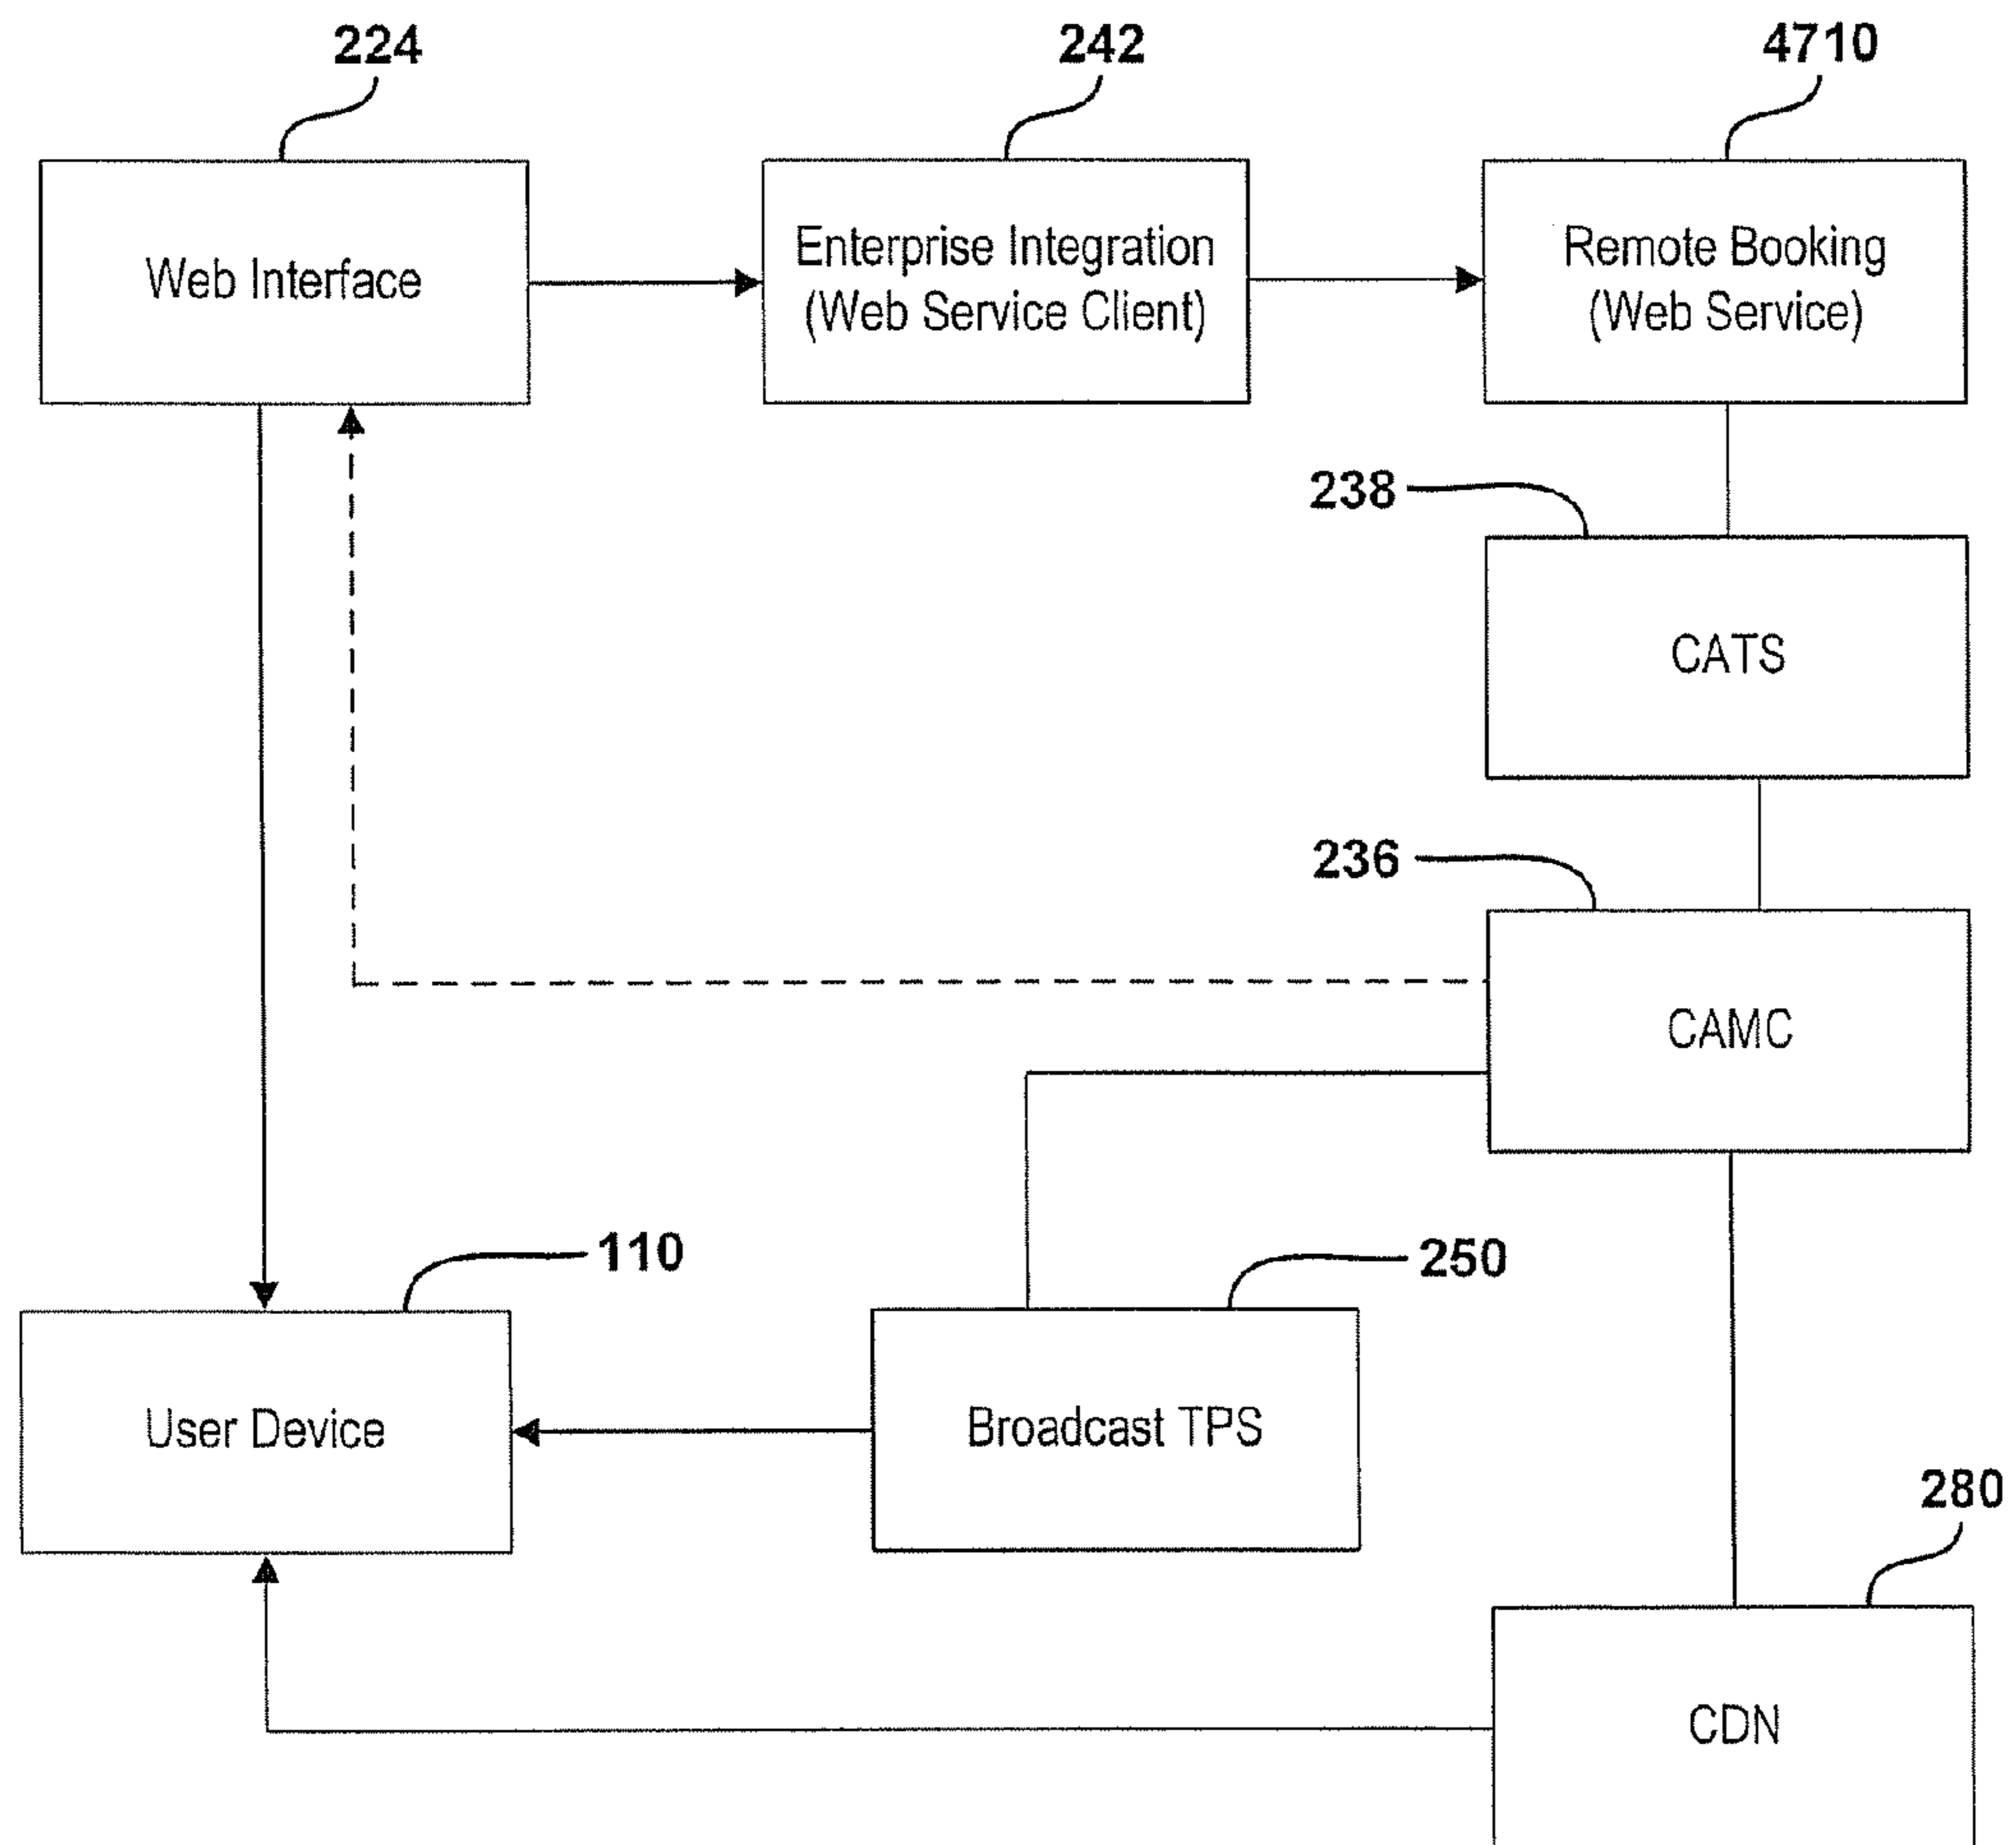 224
242
4710
Web Interface
Enterprise Integration
(Web Service Client)
Remote Booking
(Web Service)
238
CATS
236
CAMC
110
250
User Device
Broadcast TPS
280
CDN